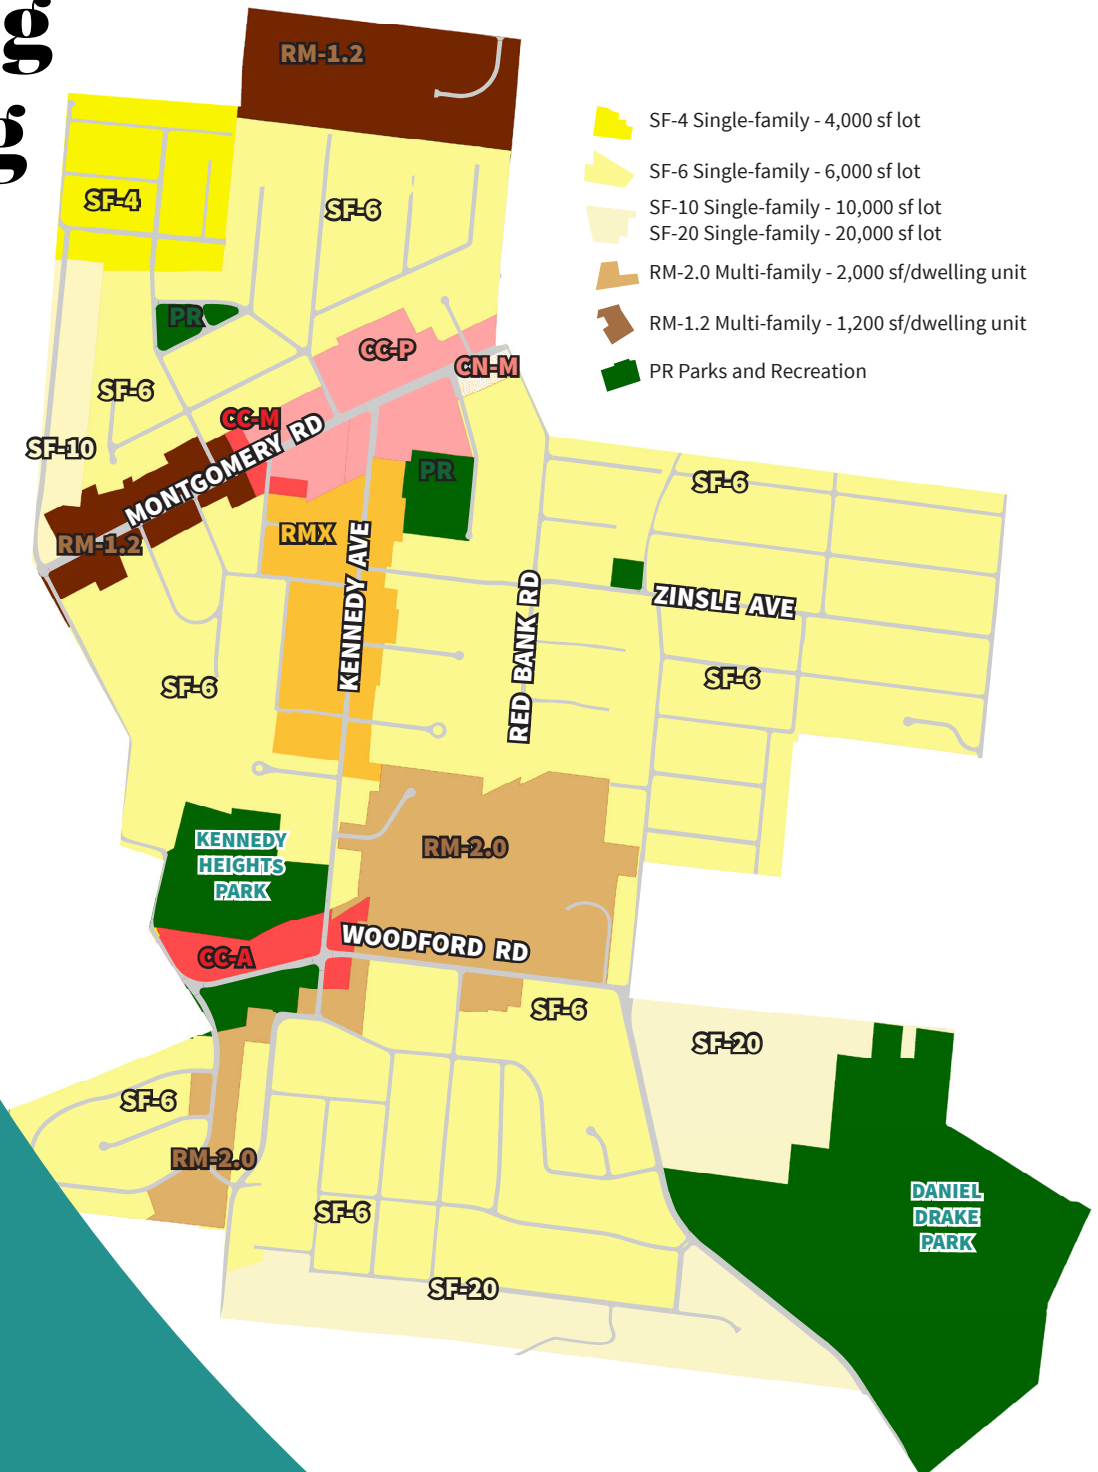 g
g
RM-1.2
SF-4 Single-family - 4,000 sf lot
SF-6 Single-family - 6,000 sf lot
SF-10 Single-family - 10,000 sf lot
SF-20 Single-family - 20,000 sf lot
RM-2.0 Multi-family - 2,000 sf/dwelling unit
RM-1.2 Multi-family - 1,200 sf/dwelling unit
PR Parks and Recreation
SF-4
SF-6
PR
CC-P
CN-M
SF-6
CC-M
MONTGOMERY RD
SF-10
PR
SF-6
RMX
RM-1.2
KENNEDY AVE
RED BANK RD
ZINSLE AVE
SF-6
SF-6
KENNEDY
HEIGHTS
PARK
RM-2.0
WOODFORD RD
CC-A
SF-6
SF-20
SF-6
RM-2.0
SF-6
DANIEL
DRAKE
PARK
SF-20